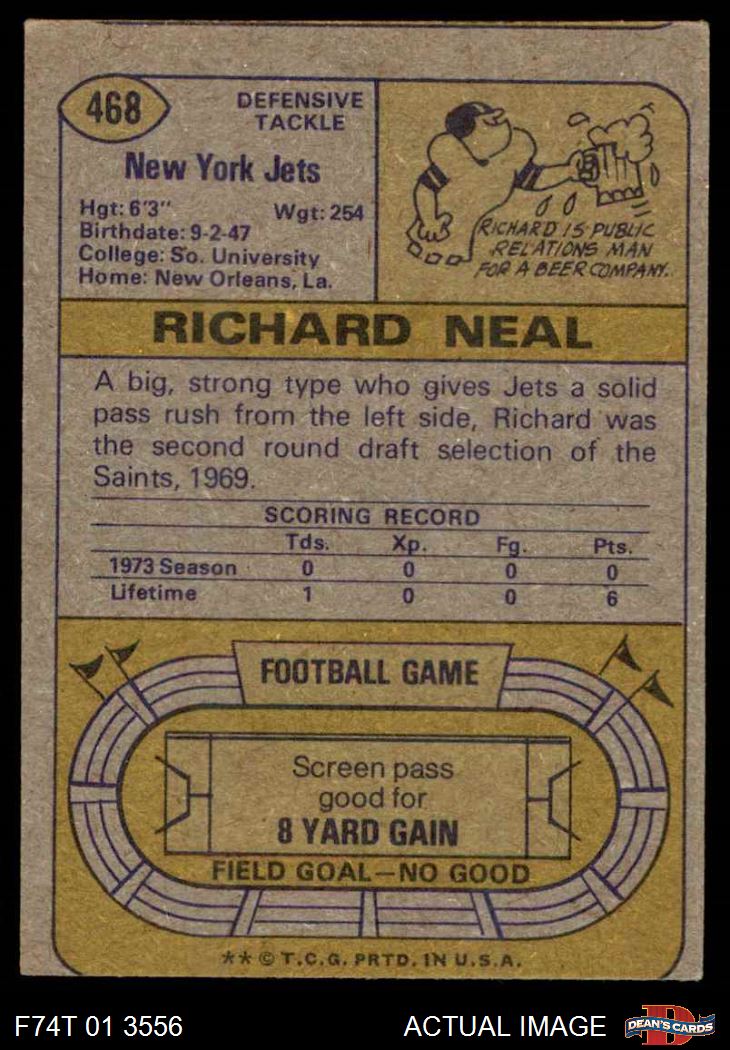 468
DEFENSIVE
TACKLE
New York Jets
Hgt: 6'3" Wgt: 254
Birthdate: 9-2-47
College: So. University
Home: New Orleans, La.
RICHARD IS PUBLIC
RELATIONS MAN
FOR A BEER COMPANY.
RICHARD NEAL
A big, strong type who gives Jets a solid
pass rush from the left side, Richard was
the second round draft selection of the
Saints, 1969.
SCORING RECORD
Tds. Xp. Fg. Pts.
1973 Season 0 0 0 0
Lifetime 1 0 0 6
FOOTBALL GAME
Screen pass
good for
8 YARD GAIN
FIELD GOAL—NO GOOD
** © T.C.G. PRTD. IN U.S.A.
F74T 01 3556 ACTUAL IMAGE D DEAN'S CARDS